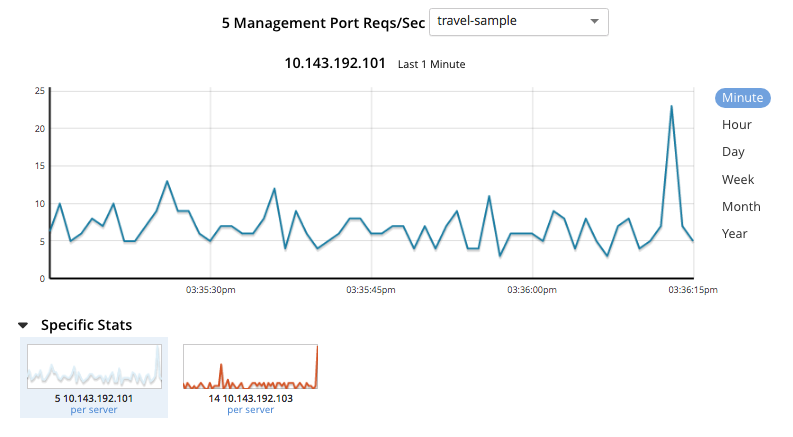 5 Management Port Reqs/Sec travel-sample
10.143.192.101 Last 1 Minute
25
20
15
10
5
0
03:35:30pm 03:35:45pm 03:36:00pm 03:36:15pm
Minute
Hour
Day
Week
Month
Year
Specific Stats
5 10.143.192.101
per server
14 10.143.192.103
per server